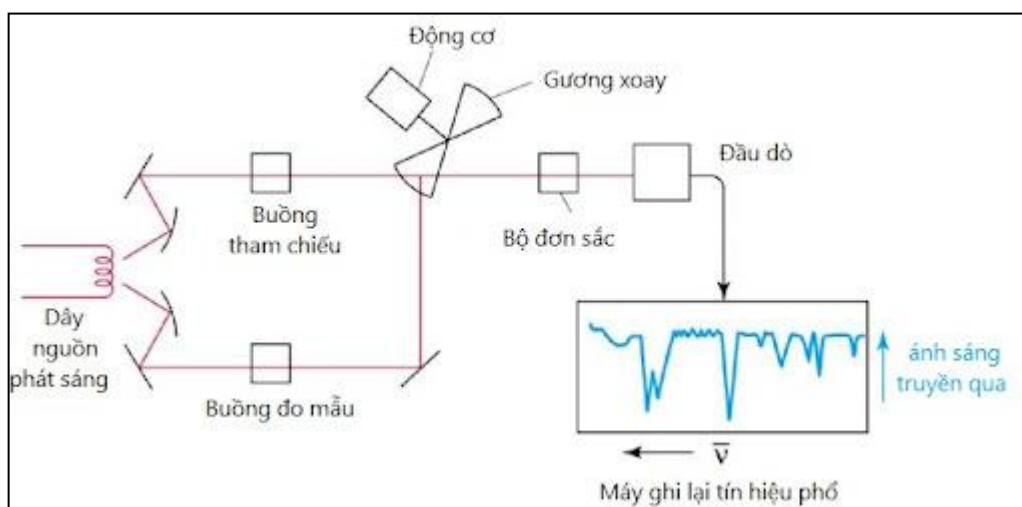 Động cơ
Gương xoay
Đầu dò
Buồng
tham chiếu
Bộ đơn sắc
Dây
nguồn
phát sáng
Buồng đo mẫu
ánh sáng
truyền qua
ν̅
Máy ghi lại tín hiệu phổ